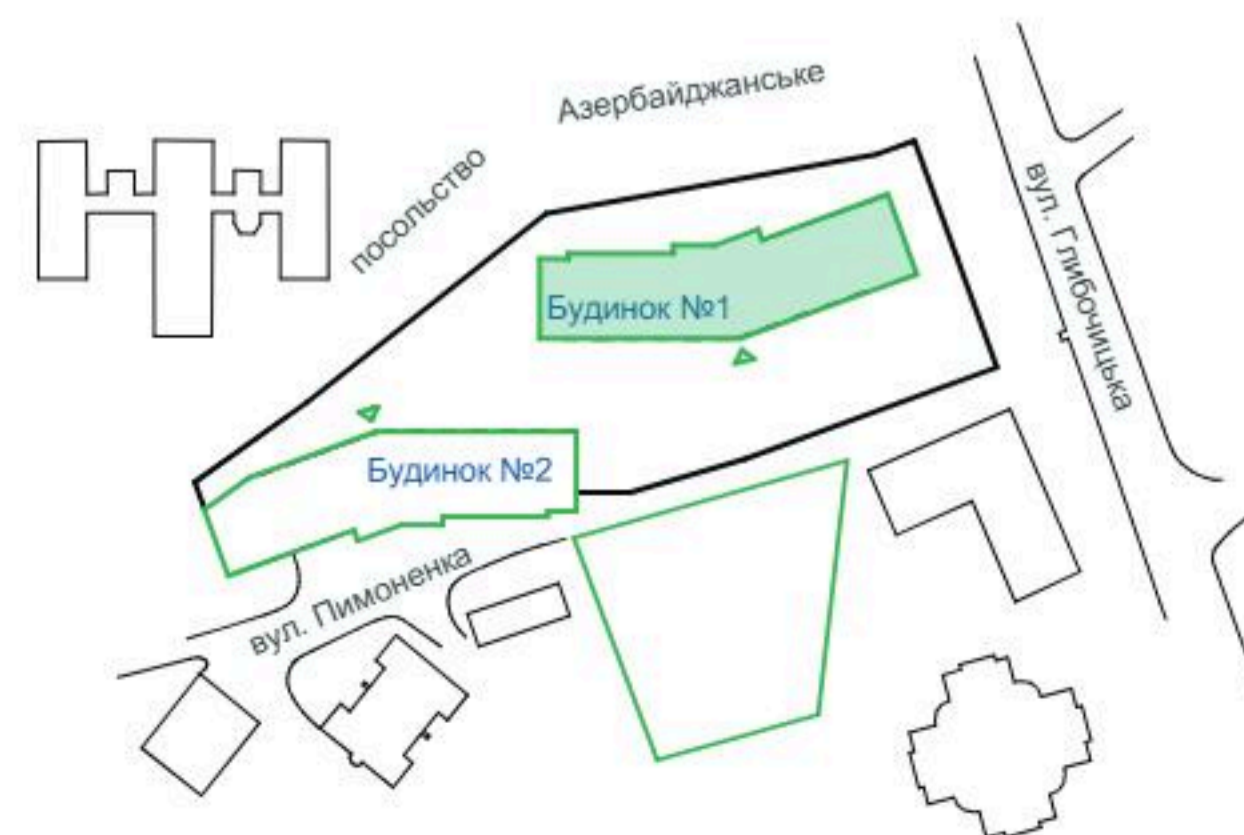 Азербайджанське
посольство
вул. Глибочицька
Будинок №1
Будинок №2
вул. Пимоненка